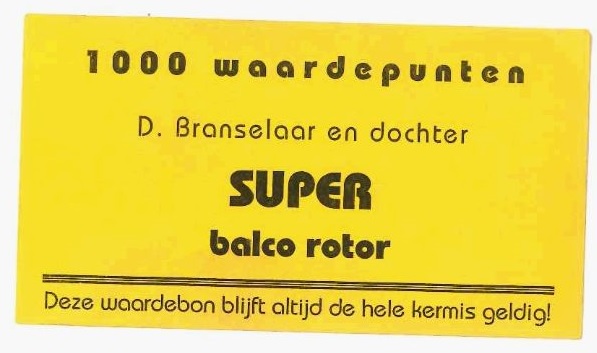 1000 waardepunten
D. Branselaar en dochter
SUPER
balco rotor
Deze waardebon blijft altijd de hele kermis geldig!